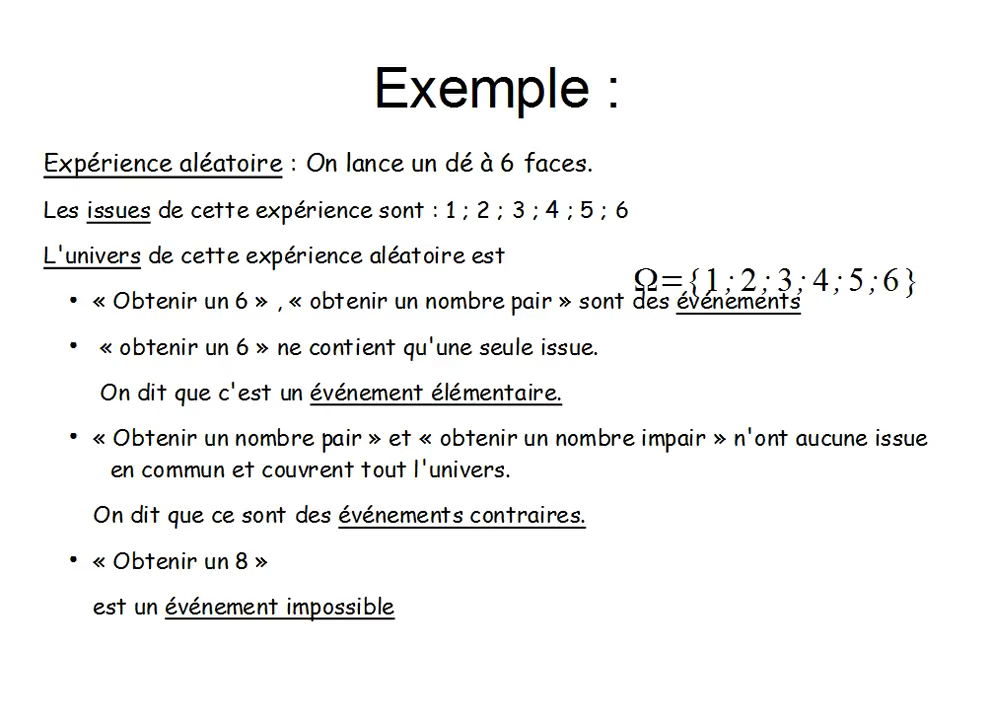 Exemple :
Expérience aléatoire : On lance un dé à 6 faces.
Les issues de cette expérience sont : 1 ; 2 ; 3 ; 4 ; 5 ; 6
L'univers de cette expérience aléatoire est
Ω={1;2;3;4;5;6}
• « Obtenir un 6 » , « obtenir un nombre pair » sont des événements
• « obtenir un 6 » ne contient qu'une seule issue.
On dit que c'est un événement élémentaire.
• « Obtenir un nombre pair » et « obtenir un nombre impair » n'ont aucune issue
en commun et couvrent tout l'univers.
On dit que ce sont des événements contraires.
• « Obtenir un 8 »
est un événement impossible